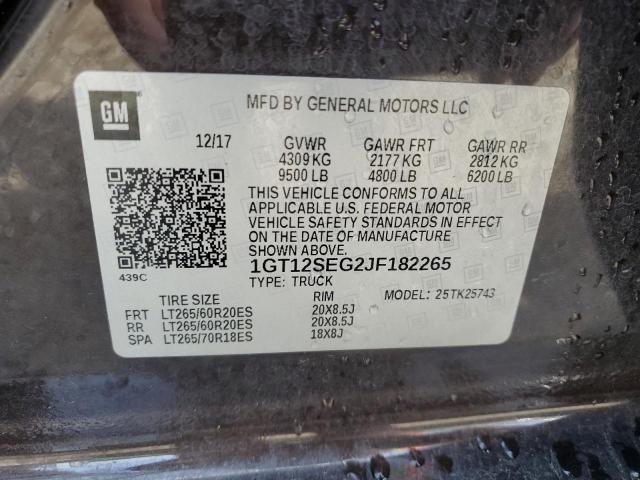 GM
MFD BY GENERAL MOTORS LLC
12/17 GVWR GAWR FRT GAWR RR
4309 KG 2177 KG 2812 KG
9500 LB 4800 LB 6200 LB
THIS VEHICLE CONFORMS TO ALL
APPLICABLE U.S. FEDERAL MOTOR
VEHICLE SAFETY STANDARDS IN EFFECT
ON THE DATE OF MANUFACTURE
SHOWN ABOVE.
439C 1GT12SEG2JF182265
TYPE: TRUCK MODEL: 25TK25743
TIRE SIZE RIM
FRT LT265/60R20ES 20X8.5J
RR LT265/60R20ES 20X8.5J
SPA LT265/70R18ES 18X8J